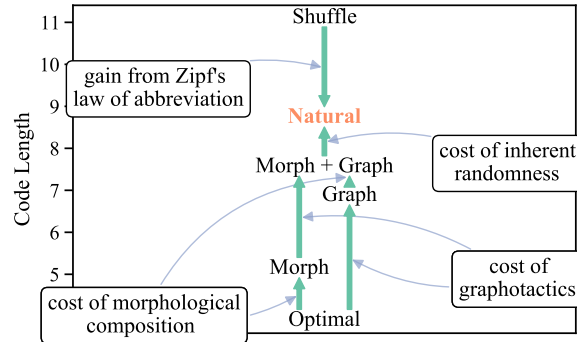 Shuffle
11
10
gain from Zipf's
law of abbreviation
9
Natural
8
cost of inherent
randomness
Morph + Graph
7
Graph
6
Code Length
5
Morph
cost of
graphotactics
cost of morphological
composition
Optimal